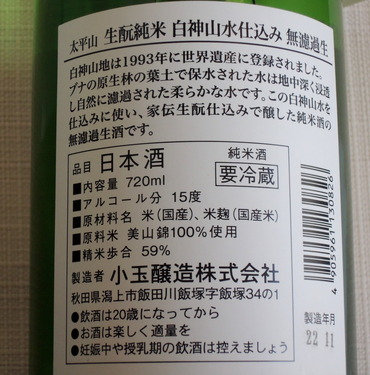 太平山 生酛純米 白神山水仕込み 無濾過生
白神山地は1993年に世界遺産に登録されました。
ブナの原生林の葉土で保水された水は地中深く浸透
し自然に濾過された柔らかな水です。この白神山水を
仕込みに使い、家伝生酛仕込みで醸した純米酒の
無濾過生酒です。
品目 日本酒 純米酒
■内容量 720ml 要冷蔵
■アルコール分 15度
■原材料名 米(国産)、米麹(国産米)
■原料米 美山錦100%使用
■精米歩合 59%
製造者 小玉醸造株式会社
秋田県潟上市飯田川飯塚字飯塚34の1
●飲酒は20歳になってから
●お酒は楽しく適量を
●妊娠中や授乳期の飲酒は控えましょう
4 905961 130826
製造年月
22 11